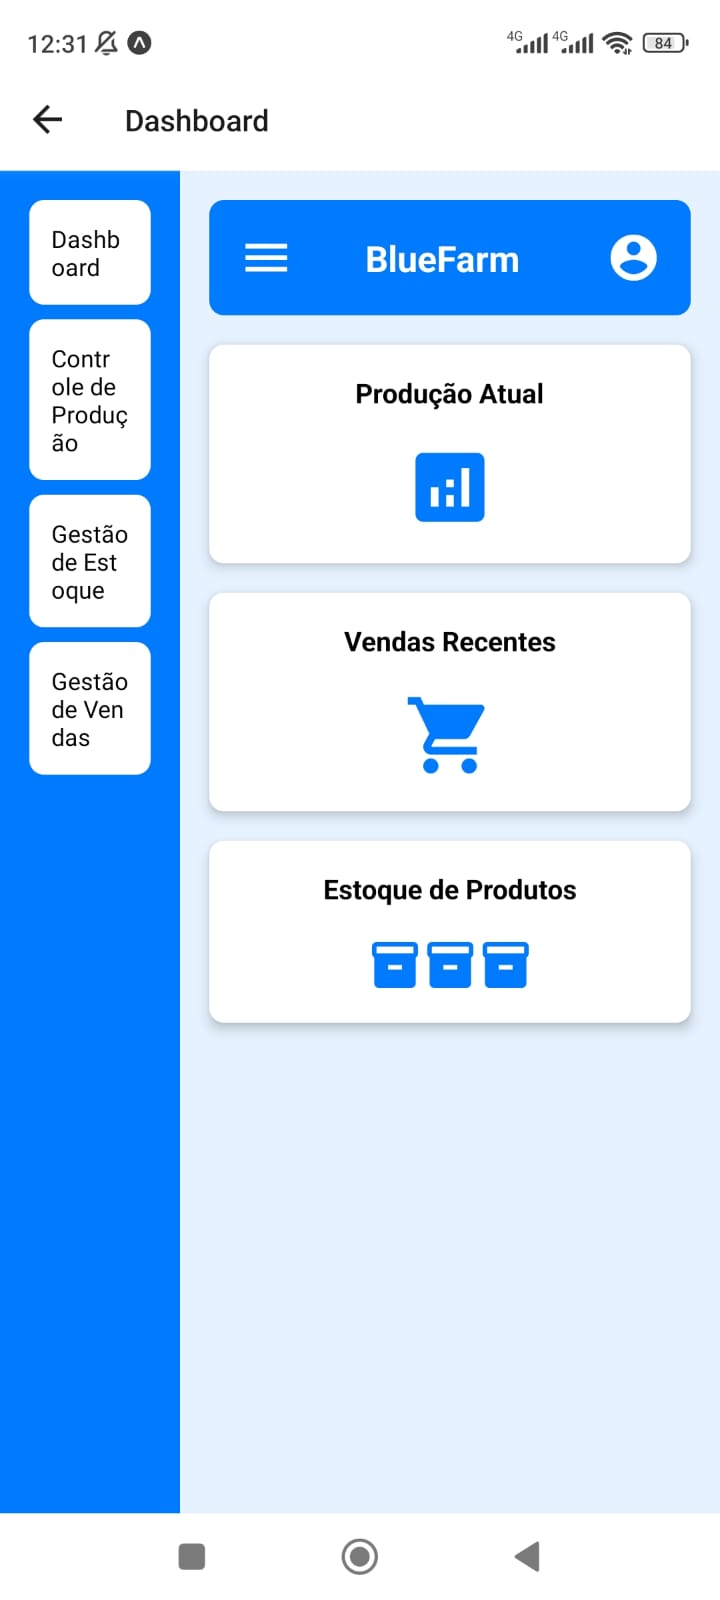 12:31
4G 4G 84
Dashboard
Dashb
oard
Contr
ole de
Produç
ão
Gestão
de Est
oque
Gestão
de Ven
das
BlueFarm
Produção Atual
Vendas Recentes
Estoque de Produtos